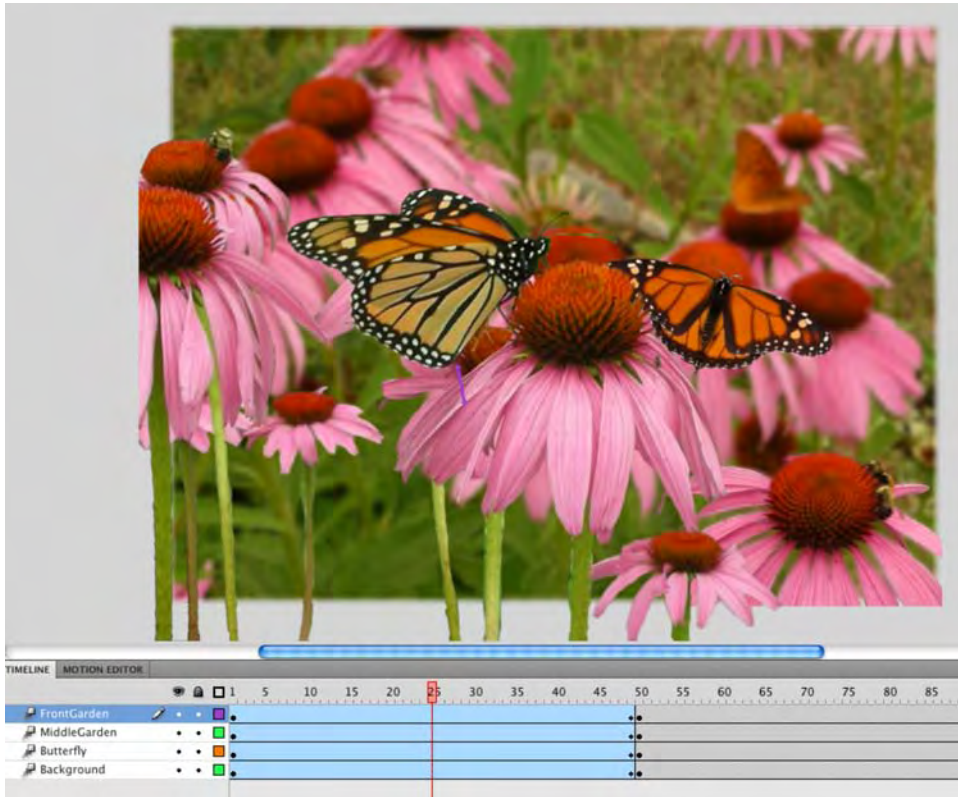 TIMELINE MOTION EDITOR
1 5 10 15 20 25 30 35 40 45 50 55 60 65 70 75 80 85
FrontGarden
MiddleGarden
Butterfly
Background